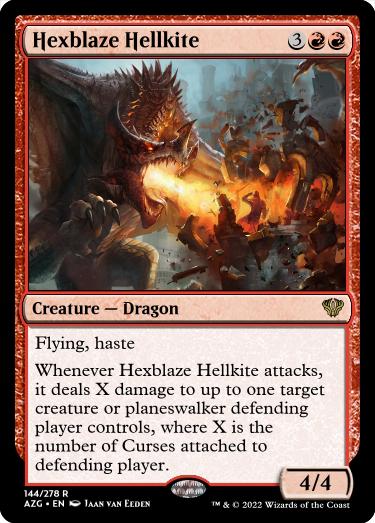 Hexblaze Hellkite 3
Creature — Dragon
Flying, haste
Whenever Hexblaze Hellkite attacks,
it deals X damage to up to one target
creature or planeswalker defending
player controls, where X is the
number of Curses attached to
defending player.
4/4
144/278 R
AZG • EN Jaan van Eeden
™ & © 2022 Wizards of the Coast